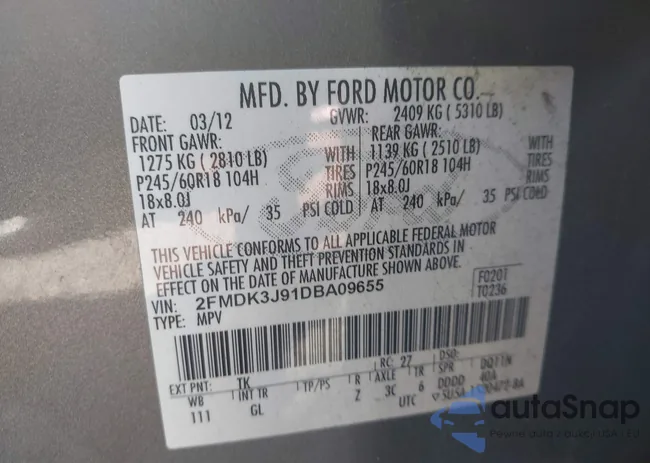 MFD. BY FORD MOTOR CO.
DATE: 03/12 GVWR: 2409 KG ( 5310 LB)
FRONT GAWR: REAR GAWR:
1275 KG ( 2810 LB) WITH 1139 KG ( 2510 LB) WITH
P245/60R18 104H TIRES P245/60R18 104H TIRES
18x8.0J RIMS 18x8.0J RIMS
AT 240 kPa/ 35 PSI COLD AT 240 kPa/ 35 PSI COLD
THIS VEHICLE CONFORMS TO ALL APPLICABLE FEDERAL MOTOR
VEHICLE SAFETY AND THEFT PREVENTION STANDARDS IN
EFFECT ON THE DATE OF MANUFACTURE SHOWN ABOVE.
VIN: 2FMDK3J91DBA09655 F0201
TYPE: MPV T0236
RC: 27 DSO:
EXT PNT: TK DQ11N
WB INT TR TP/PS R AXLE TR SPR 40A
111 GL Z 3C 6 DDDD
UTC
autoSnap